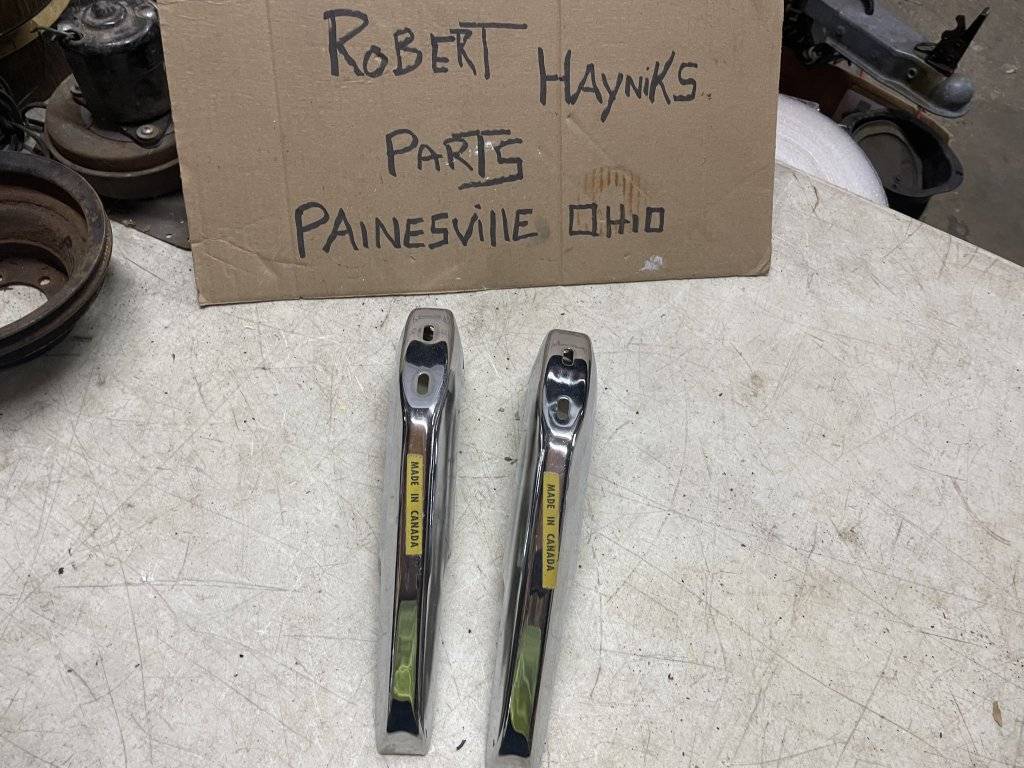 ROBERT HAYNIKS
PARTS
PAINESVILLE OHIO
MADE IN CANADA
MADE IN CANADA